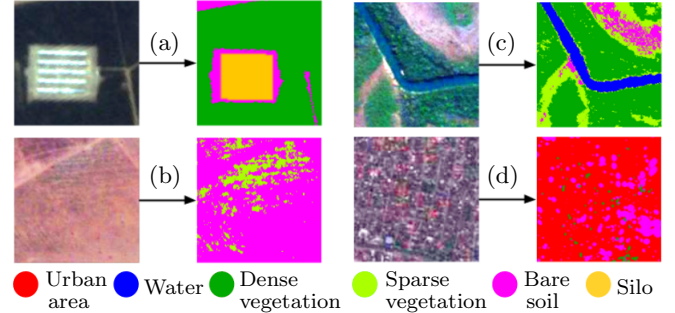 (a)
(c)
(b)
(d)
Urban area
Water
Dense vegetation
Sparse vegetation
Bare soil
Silo